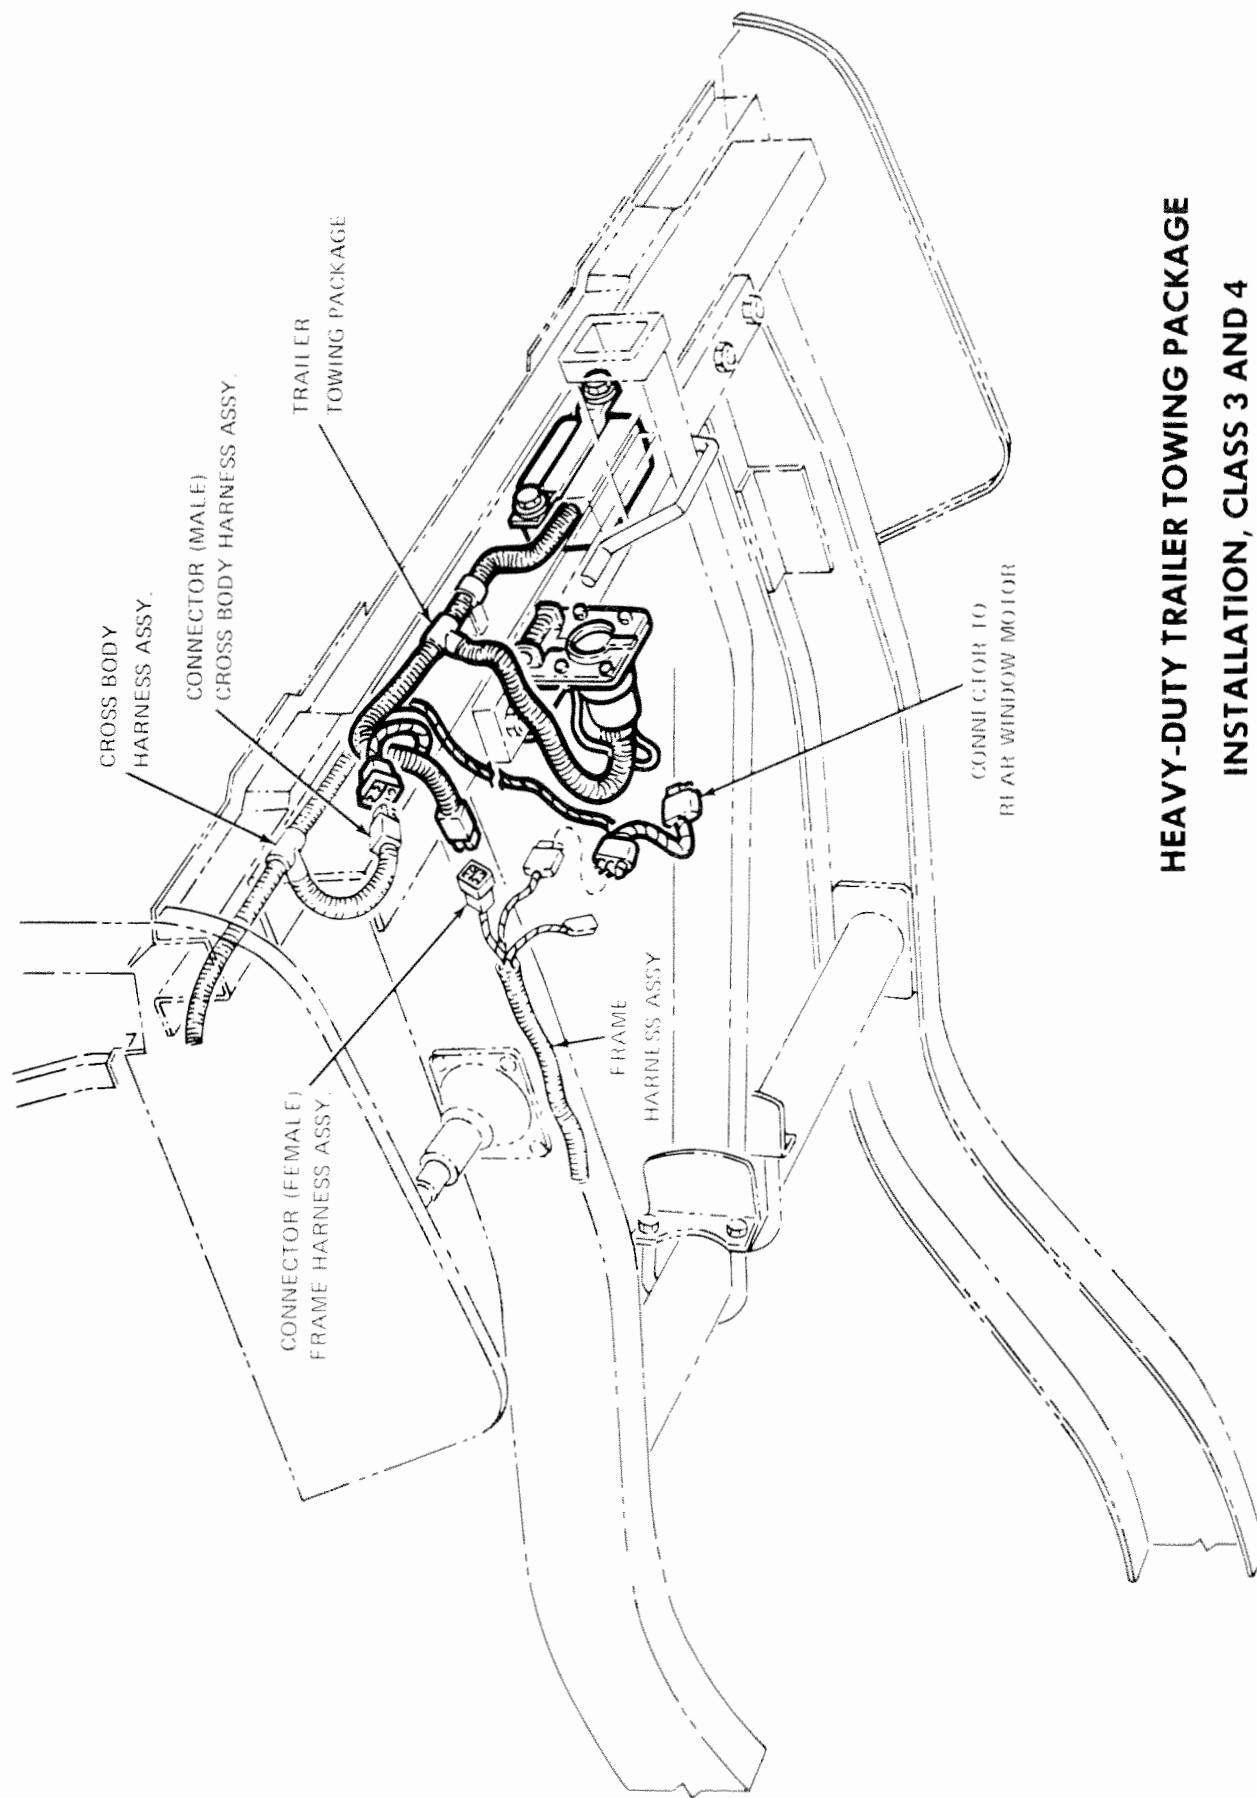 CROSS BODY
HARNESS ASSY.
CONNECTOR (MALE)
CROSS BODY HARNESS ASSY.
TRAILER
TOWING PACKAGE
CONNECTOR (FEMALE)
FRAME HARNESS ASSY.
FRAME
HARNESS ASSY
CONNECTOR TO
REAR WINDOW MOTOR
HEAVY-DUTY TRAILER TOWING PACKAGE
INSTALLATION, CLASS 3 AND 4